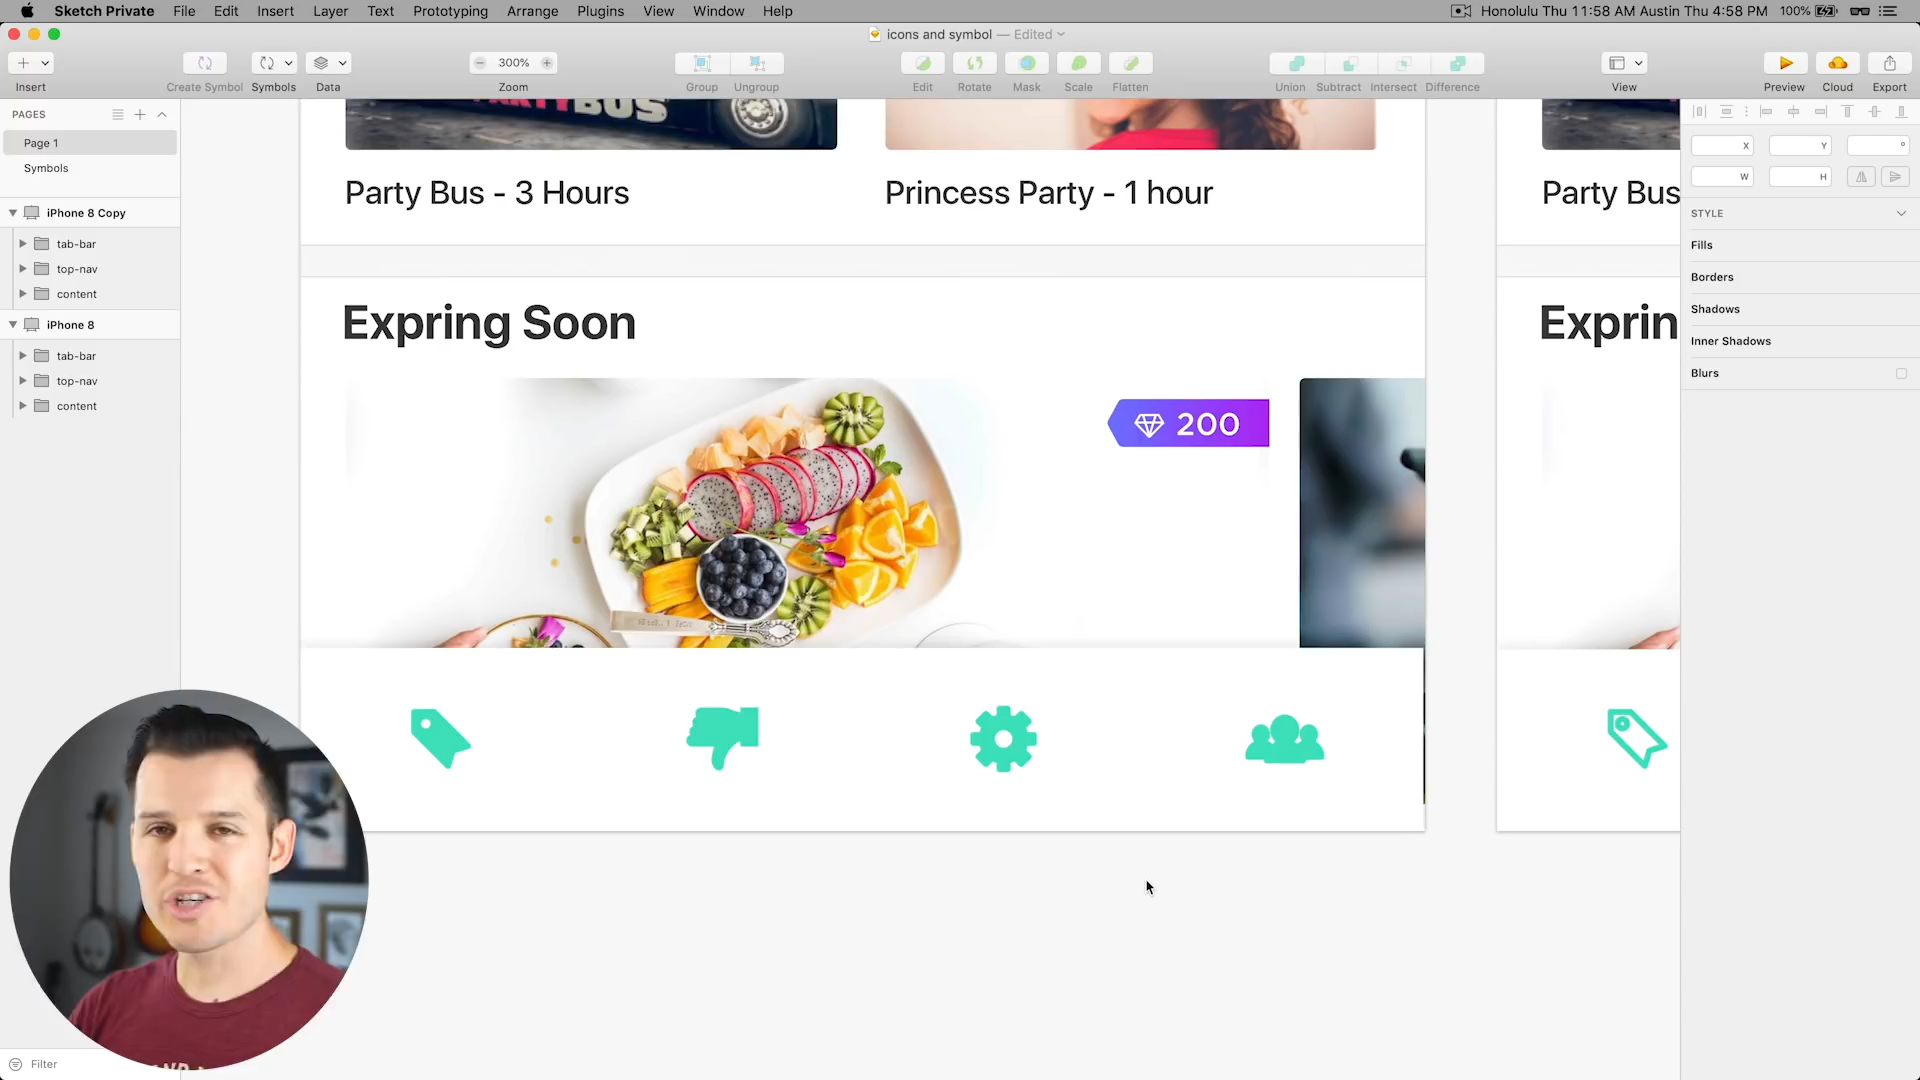 Sketch Private File Edit Insert Layer Text Prototyping Arrange Plugins View Window Help Honolulu Thu 11:58 AM Austin Thu 4:58 PM 100%
icons and symbol — Edited
300%
Insert Create Symbol Symbols Data Zoom Group Ungroup Edit Rotate Mask Scale Flatten Union Subtract Intersect Difference View Preview Cloud Export
PAGES
Page 1
Symbols
iPhone 8 Copy
tab-bar
top-nav
content
iPhone 8
tab-bar
top-nav
content
Filter
PARTYBUS
Party Bus - 3 Hours
Princess Party - 1 hour
Party Bus
Expring Soon
Exprin
200
X Y °
W H
STYLE
Fills
Borders
Shadows
Inner Shadows
Blurs